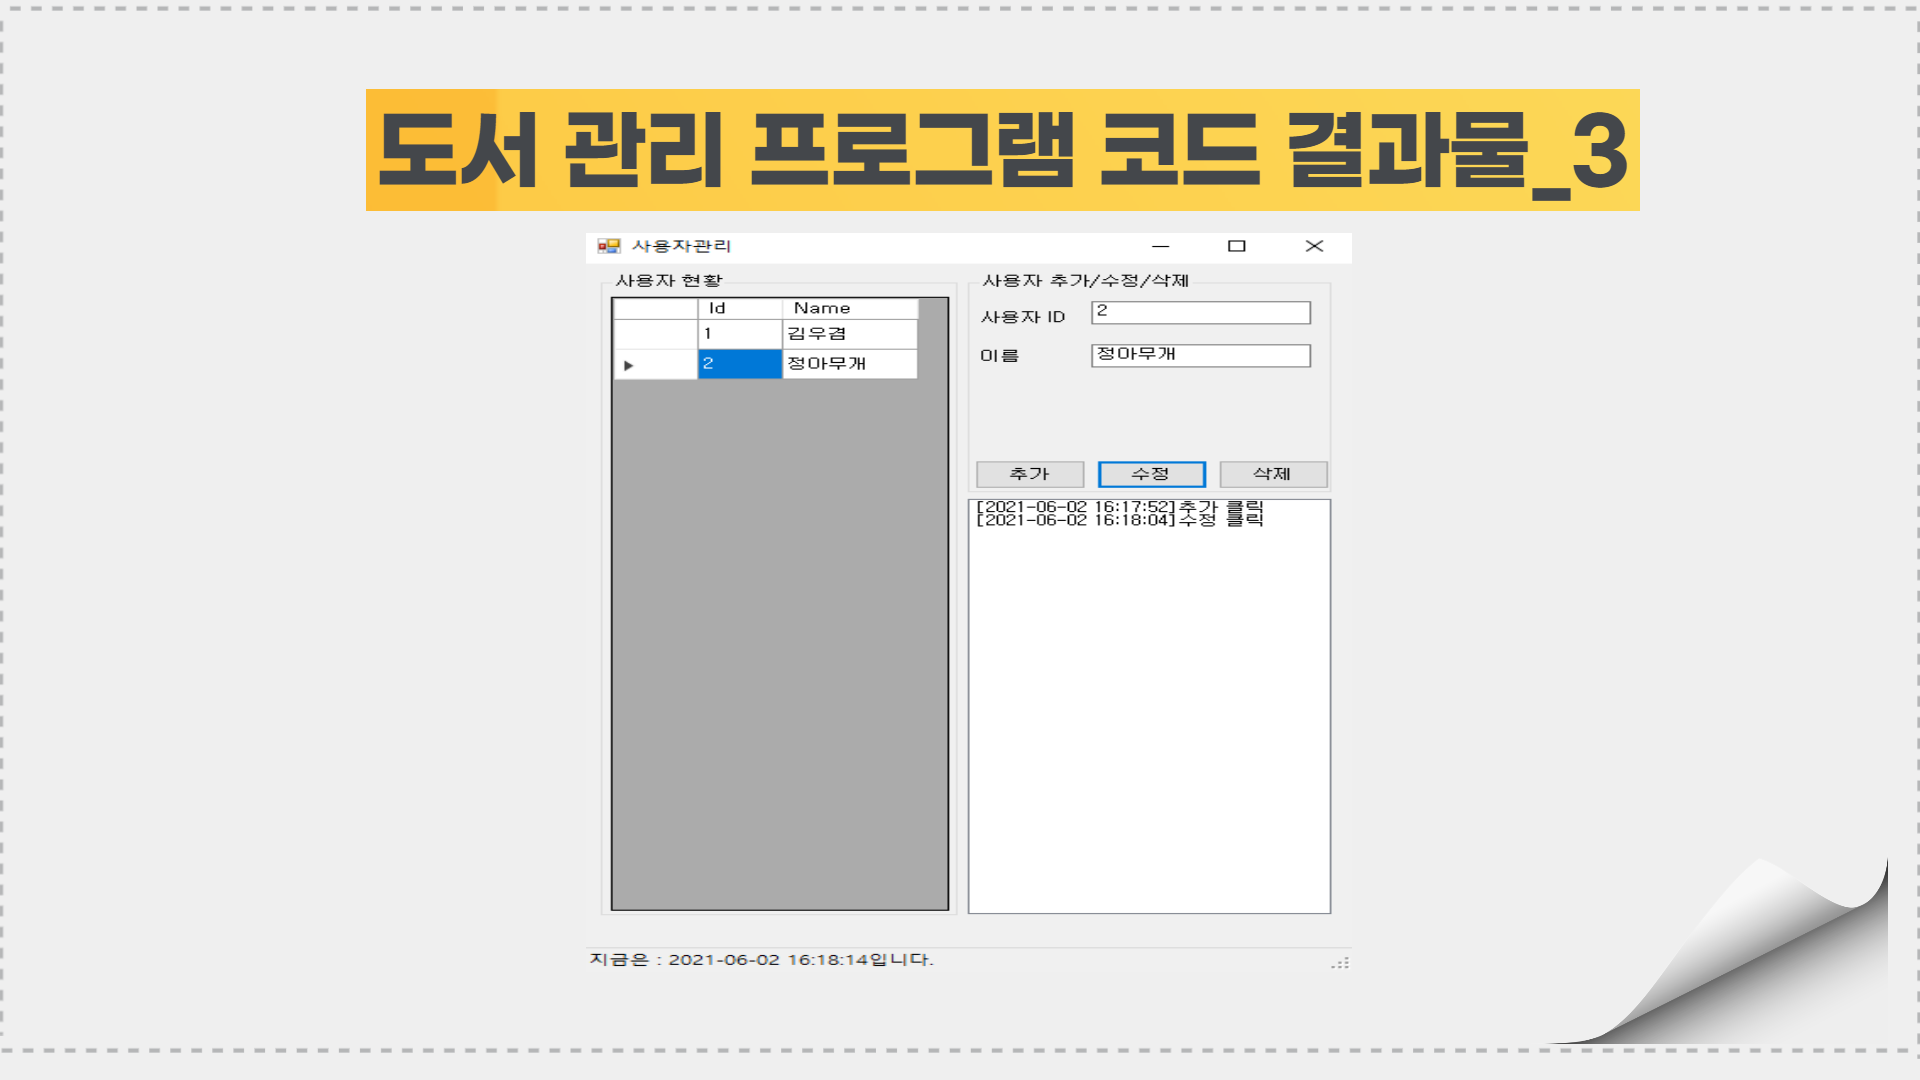 도서 관리 프로그램 코드 결과물_3
사용자관리
사용자 현황
Id Name
1 김우겸
2 정아무개
사용자 추가/수정/삭제
사용자 ID 2
이름 정아무개
추가 수정 삭제
[2021-06-02 16:17:52]추가 클릭
[2021-06-02 16:18:04]수정 클릭
지금은 : 2021-06-02 16:18:14입니다.